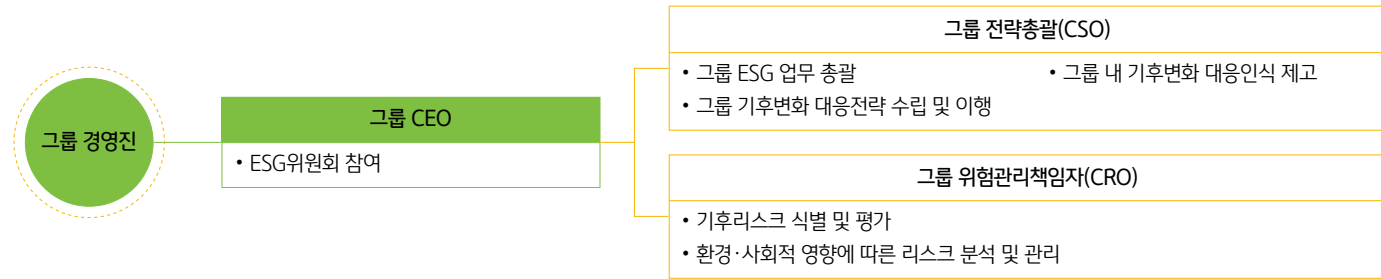 그룹 경영진
그룹 CEO
• ESG위원회 참여
그룹 전략총괄(CSO)
• 그룹 ESG 업무 총괄
• 그룹 내 기후변화 대응인식 제고
• 그룹 기후변화 대응전략 수립 및 이행
그룹 위험관리책임자(CRO)
• 기후리스크 식별 및 평가
• 환경·사회적 영향에 따른 리스크 분석 및 관리